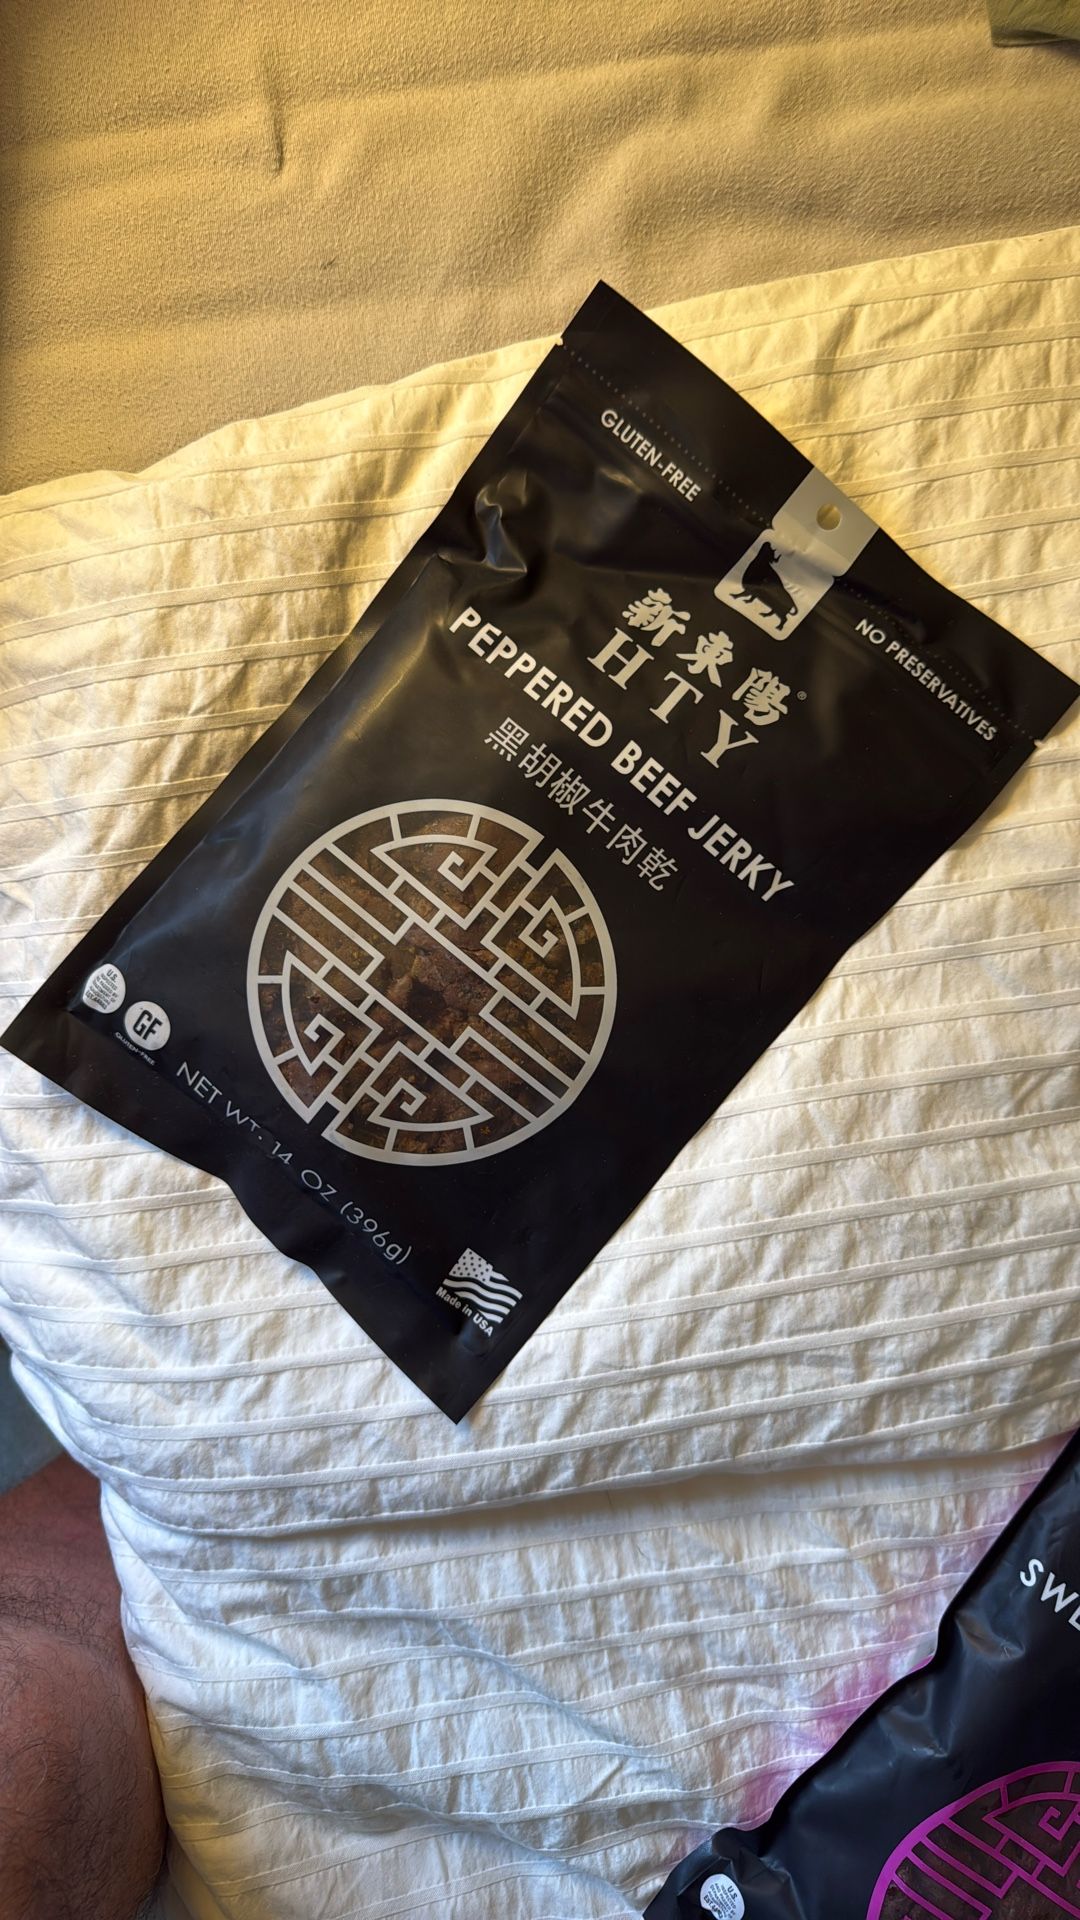 GLUTEN-FREE
NO PRESERVATIVES
新東陽®
HTY
PEPPERED BEEF JERKY
黑胡椒牛肉乾
U.S.
GF
GLUTEN-FREE
NET WT. 14 OZ (396g)
Made in USA
U.S.